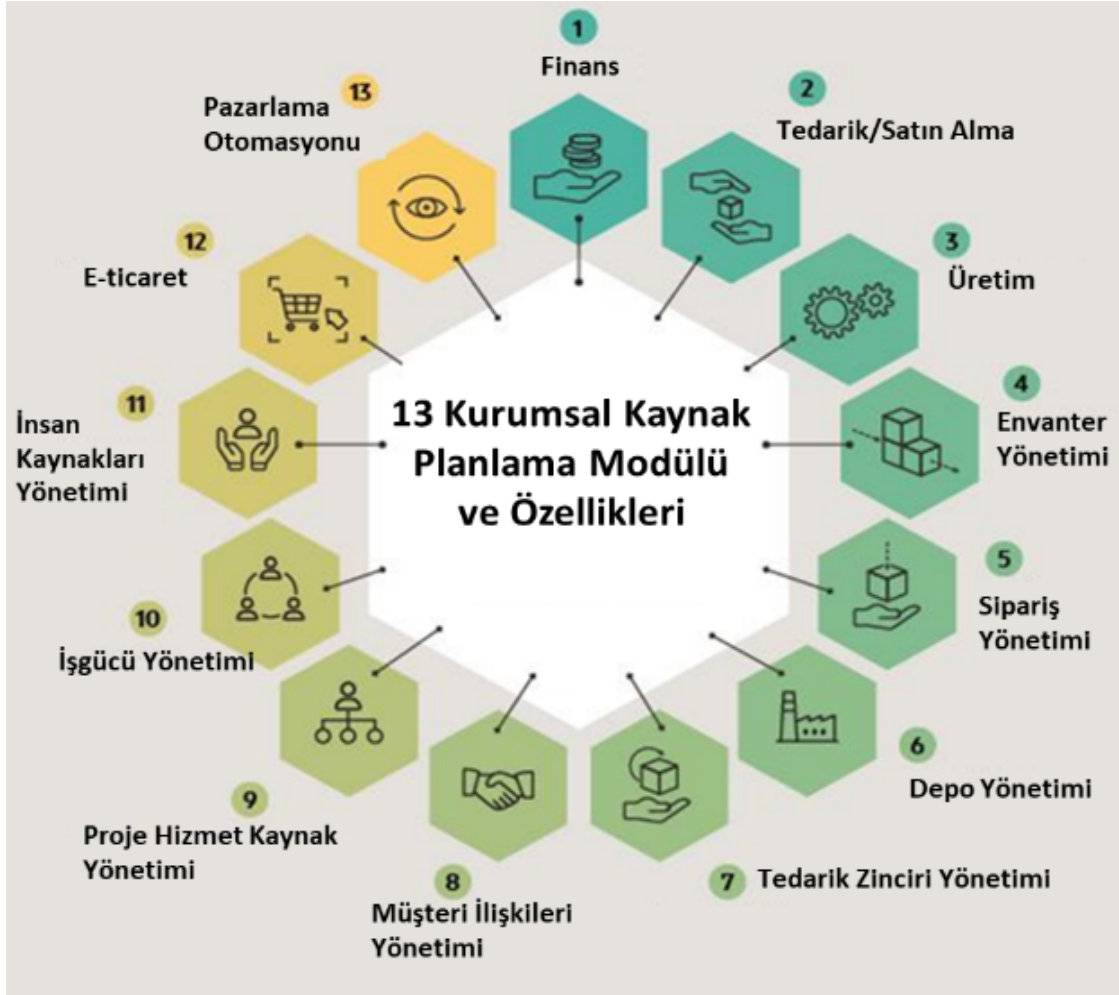 1
Finans
2
Tedarik/Satın Alma
3
Üretim
4
Envanter
Yönetimi
5
Sipariş
Yönetimi
6
Depo Yönetimi
7
Tedarik Zinciri Yönetimi
8
Müşteri İlişkileri
Yönetimi
9
Proje Hizmet Kaynak
Yönetimi
10
İşgücü Yönetimi
11
İnsan
Kaynakları
Yönetimi
12
E-ticaret
13
Pazarlama
Otomasyonu
13 Kurumsal Kaynak
Planlama Modülü
ve Özellikleri